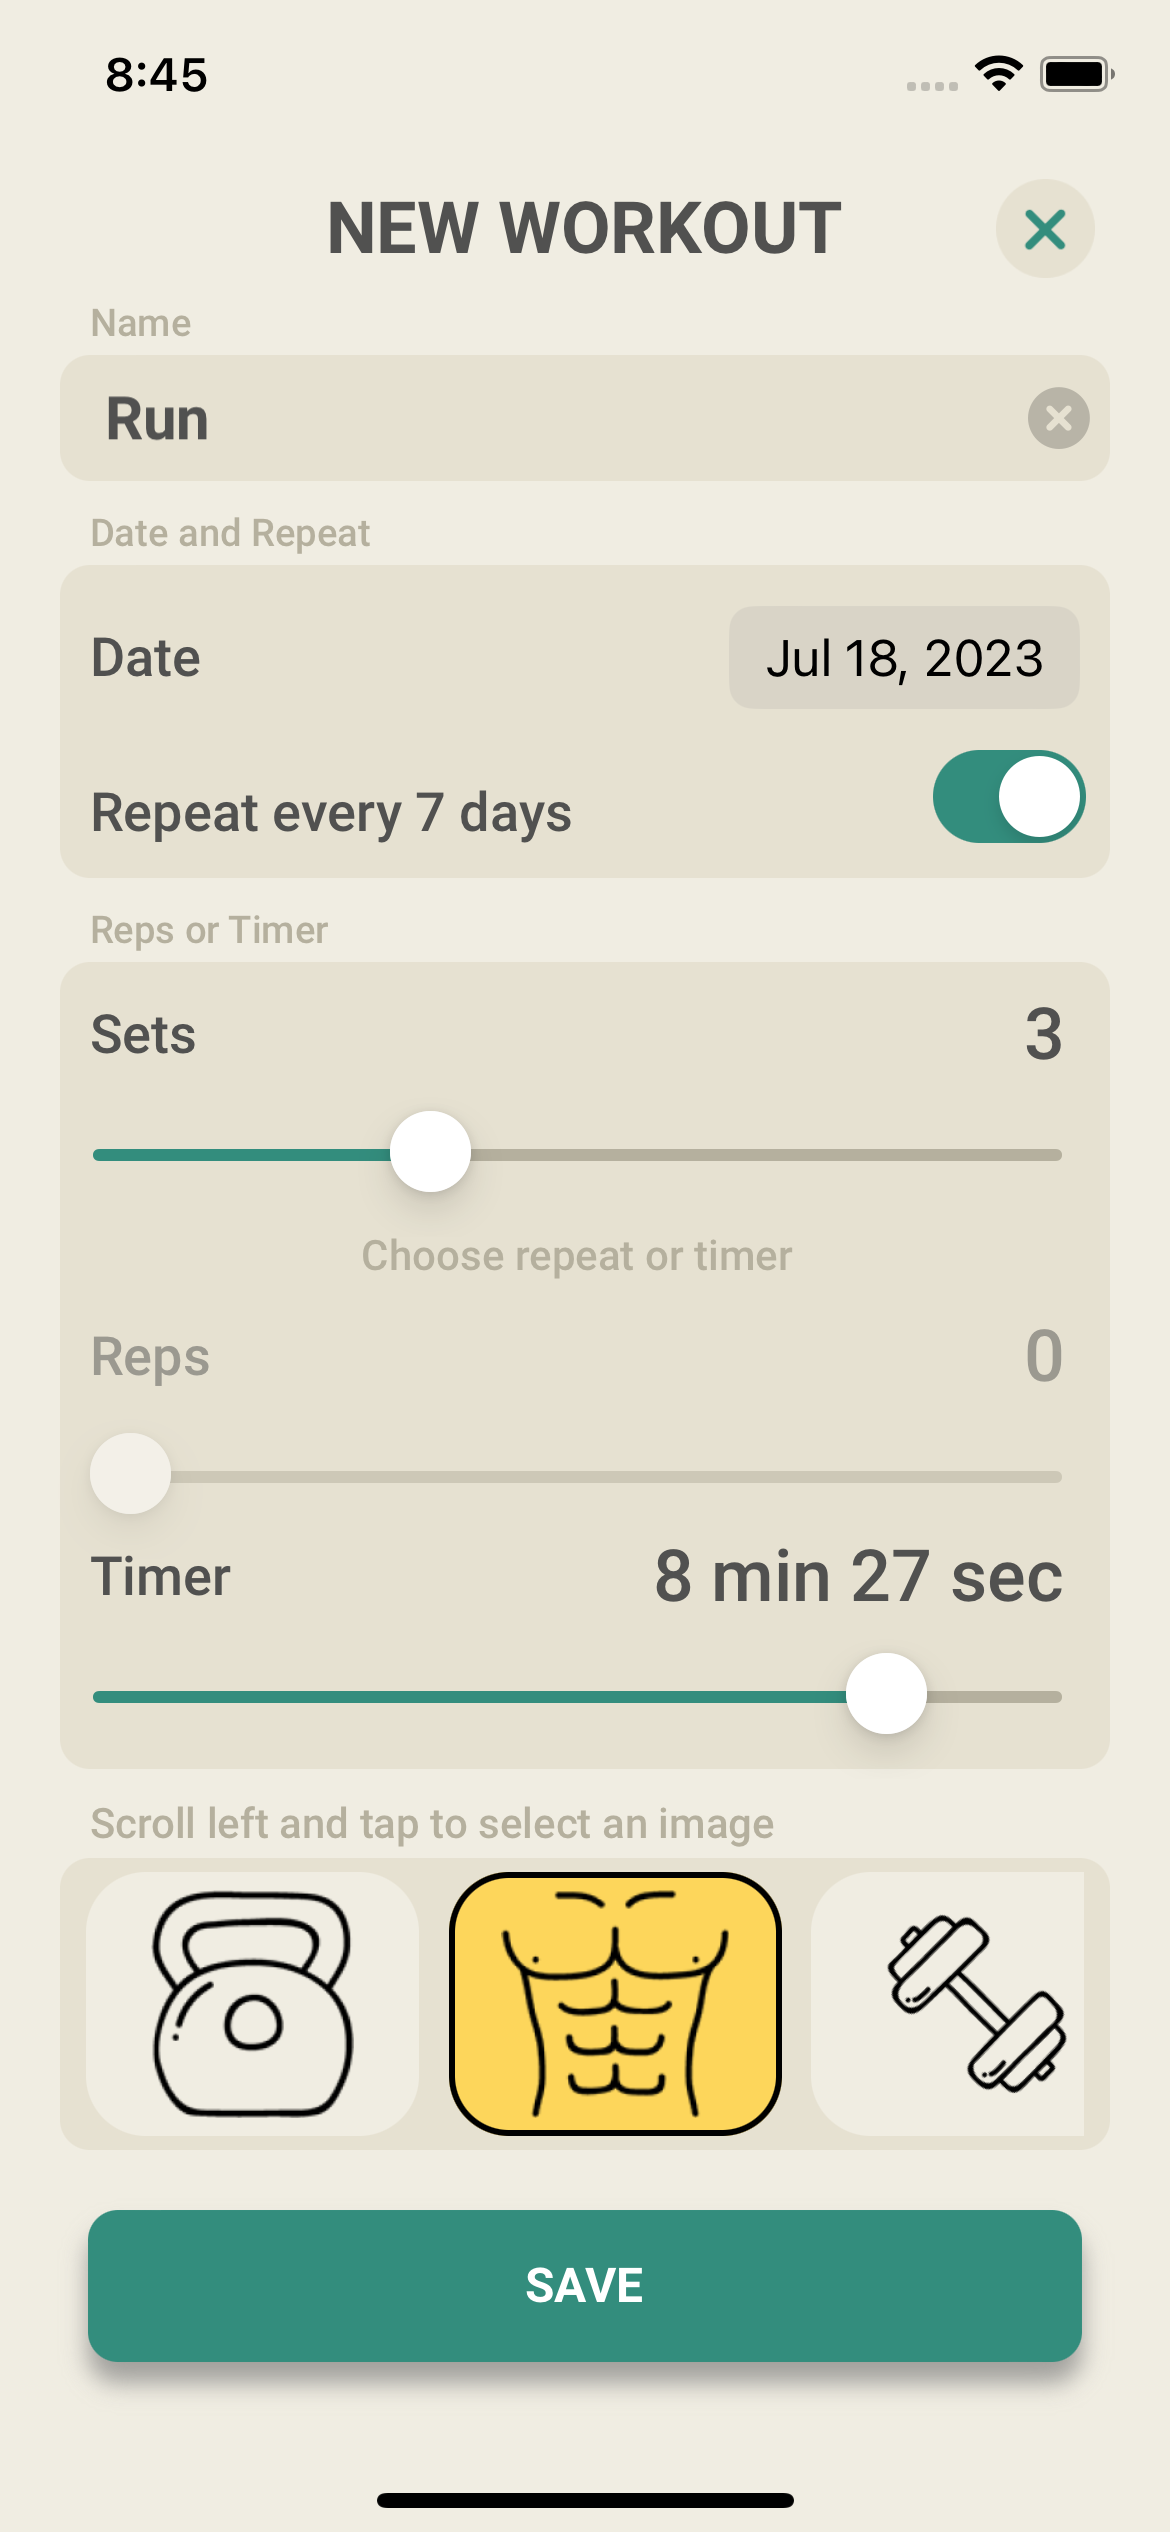 8:45
NEW WORKOUT
Name
Run
Date and Repeat
Date
Jul 18, 2023
Repeat every 7 days
Reps or Timer
Sets
3
Choose repeat or timer
Reps
0
Timer
8 min 27 sec
Scroll left and tap to select an image
SAVE